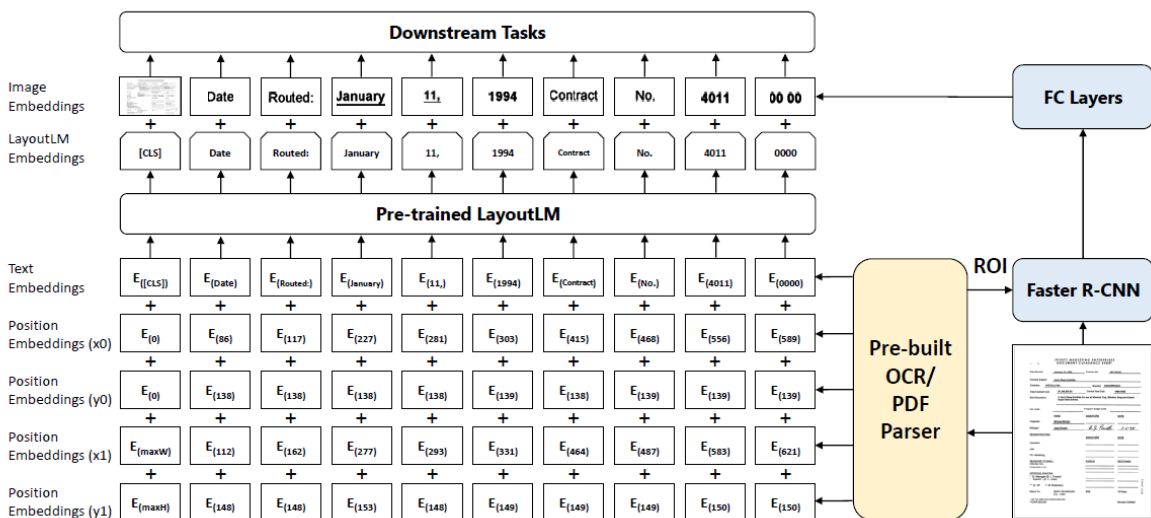 Downstream Tasks
Image Embeddings
Date Routed: January 11, 1994 Contract No. 4011 00 00
FC Layers
+ + + + + + + + + +
LayoutLM Embeddings
[CLS] Date Routed: January 11, 1994 Contract No. 4011 0000
Pre-trained LayoutLM
Text Embeddings
E([CLS]) E(Date) E(Routed:) E(January) E(11,) E(1994) E(Contract) E(No.) E(4011) E(0000)
ROI
Faster R-CNN
+ + + + + + + + + +
Position Embeddings (x0)
E(0) E(86) E(117) E(227) E(281) E(303) E(415) E(468) E(556) E(589)
+ + + + + + + + + +
Position Embeddings (y0)
E(0) E(138) E(138) E(138) E(138) E(139) E(138) E(139) E(139) E(139)
+ + + + + + + + + +
Position Embeddings (x1)
E(maxW) E(112) E(162) E(277) E(293) E(331) E(464) E(487) E(583) E(621)
+ + + + + + + + + +
Position Embeddings (y1)
E(maxH) E(148) E(148) E(153) E(148) E(149) E(149) E(149) E(150) E(150)
Pre-built
OCR/
PDF
Parser